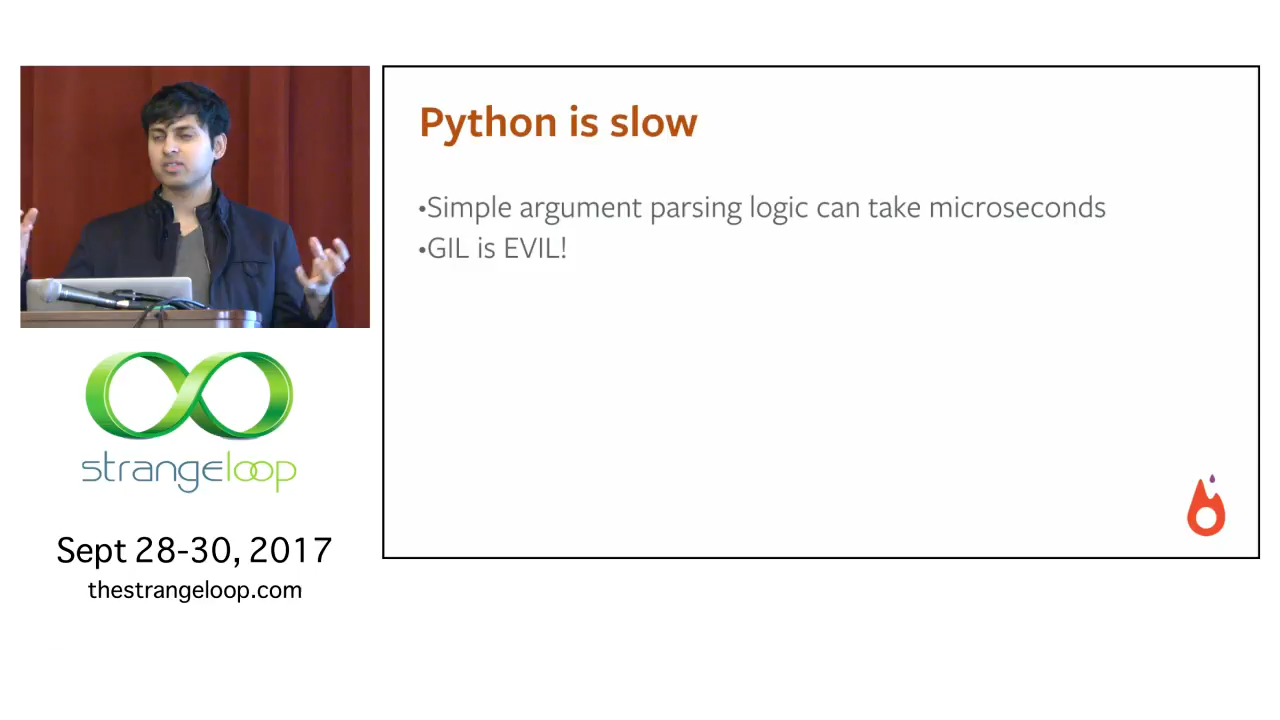 Python is slow
•Simple argument parsing logic can take microseconds
•GIL is EVIL!
strangeloop
Sept 28-30, 2017
thestrangeloop.com